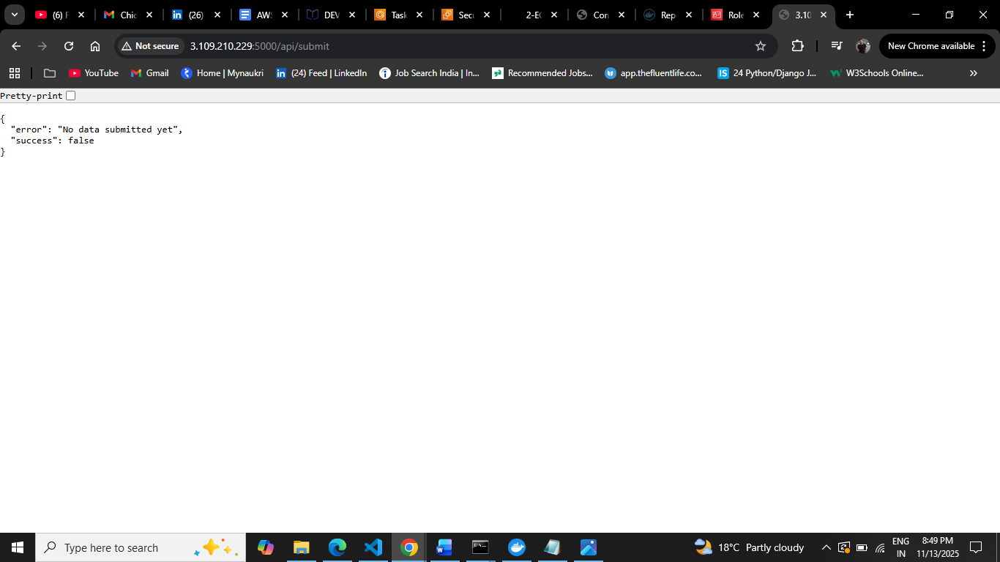 (6) F
Chic
(26)
AWS
DEV
Task
Secu
2-EC
Con
Rep
Role
3.10
Not secure
3.109.210.229:5000/api/submit
New Chrome available
YouTube
Gmail
Home | Mynaukri
(24) Feed | LinkedIn
Job Search India | In...
Recommended Jobs...
app.thefluentlife.co...
24 Python/Django J...
W3Schools Online...
Pretty-print
{
"error": "No data submitted yet",
"success": false
}
Type here to search
18°C Partly cloudy
ENG
IN
8:49 PM
11/13/2025